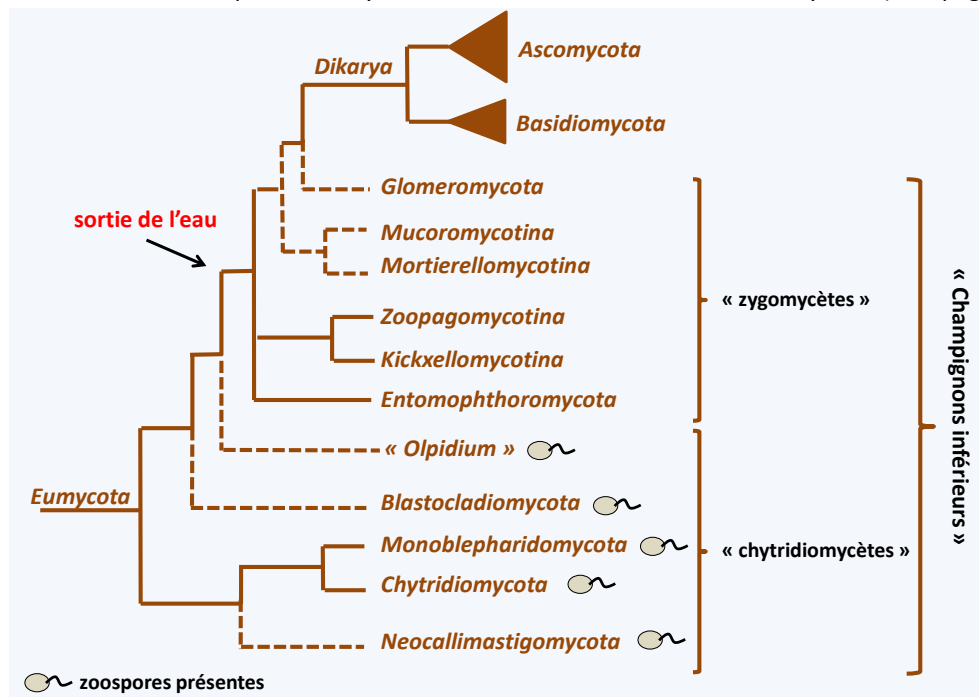 Dikarya
Ascomycota
Basidiomycota
Glomeromycota
sortie de l'eau
Mucoromycotina
Mortierellomycotina
Zoopagomycotina
Kickxellomycotina
Entomophthoromycota
« zygomycètes »
« Olpidium »
Eumycota
Blastocladiomycota
Monoblepharidomycota
Chytridiomycota
Neocallimastigomycota
« chytridiomycètes »
« Champignons inférieurs »
zoospores présentes